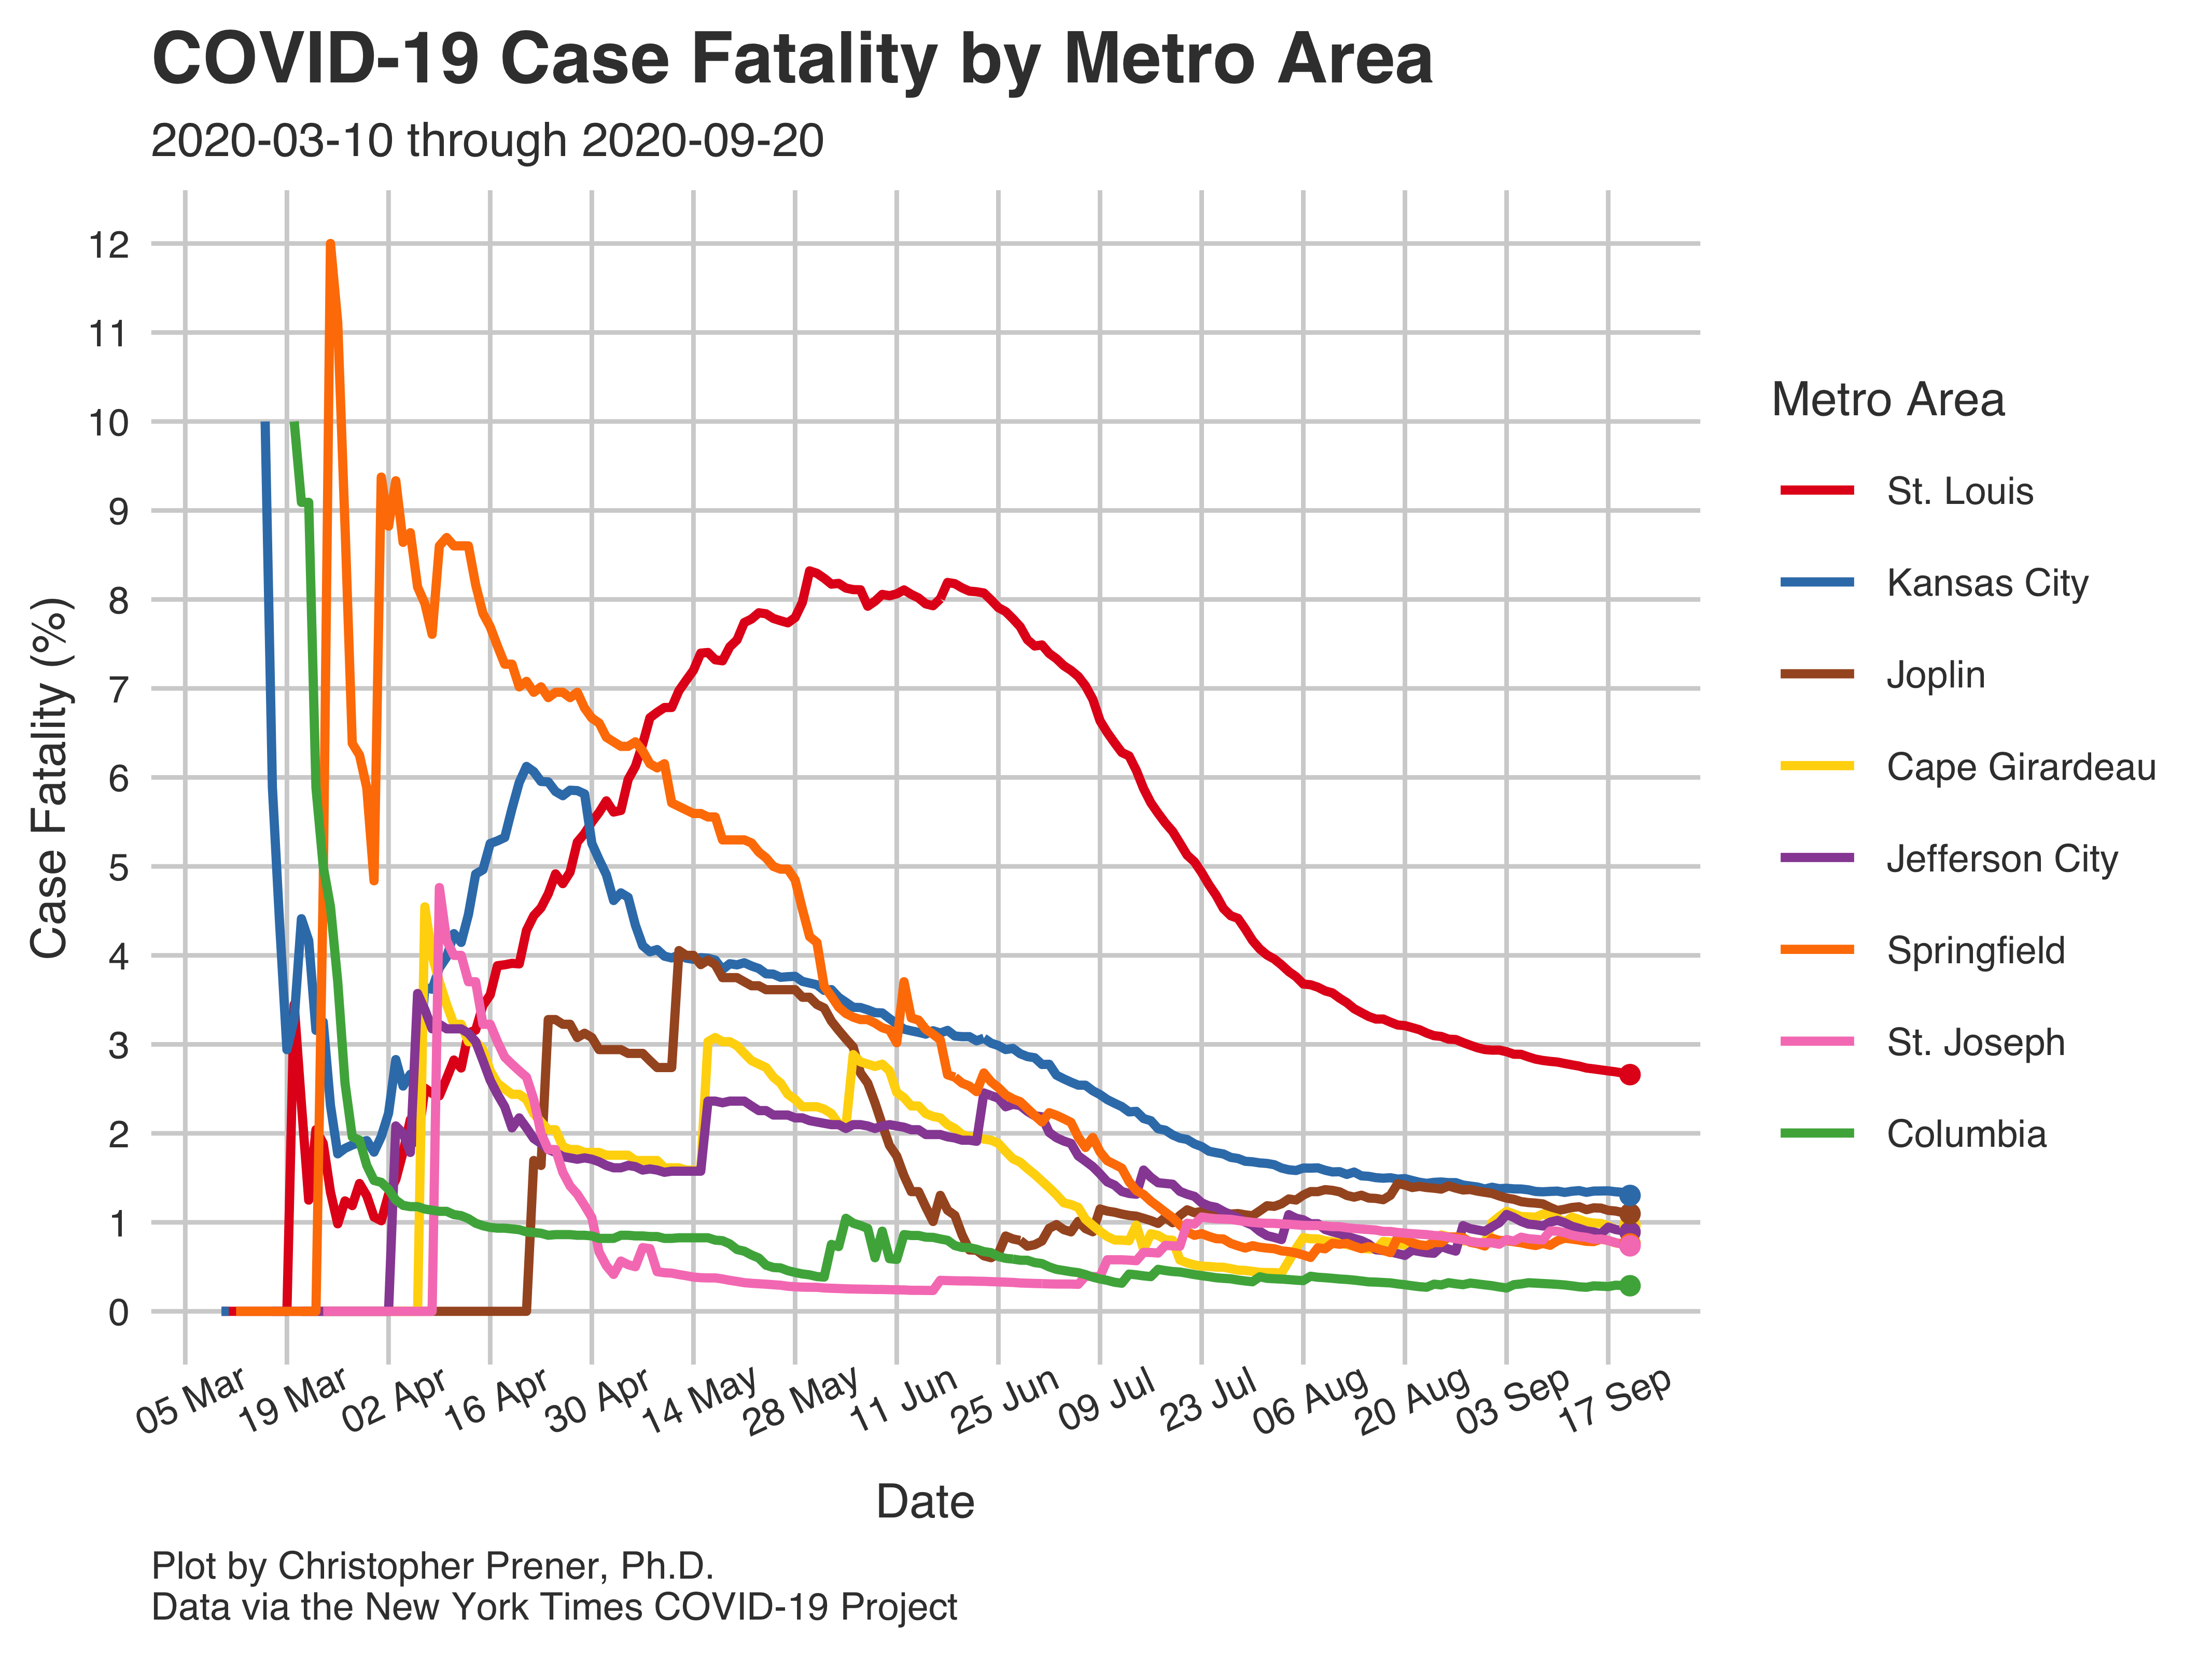 COVID-19 Case Fatality by Metro Area
2020-03-10 through 2020-09-20
Case Fatality (%)
12
11
10
9
8
7
6
5
4
3
2
1
0
05 Mar
19 Mar
02 Apr
16 Apr
30 Apr
14 May
28 May
11 Jun
25 Jun
09 Jul
23 Jul
06 Aug
20 Aug
03 Sep
17 Sep
Date
Metro Area
St. Louis
Kansas City
Joplin
Cape Girardeau
Jefferson City
Springfield
St. Joseph
Columbia
Plot by Christopher Prener, Ph.D.
Data via the New York Times COVID-19 Project